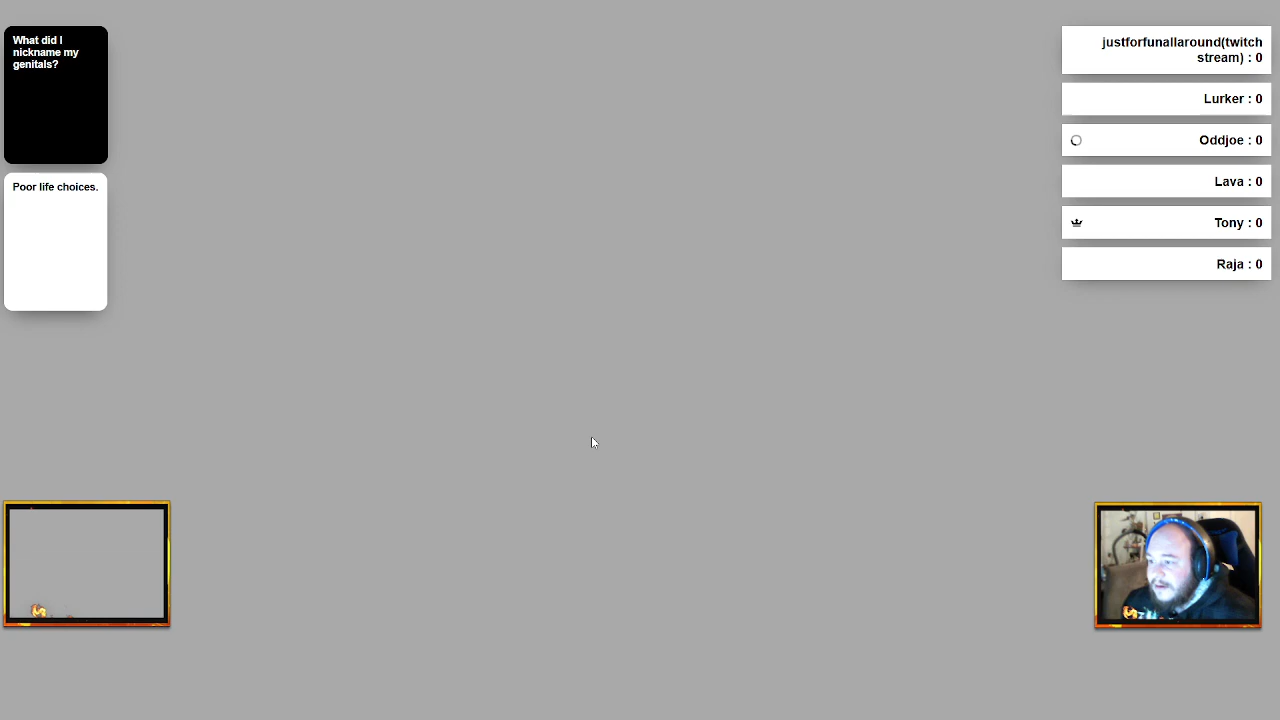 What did I
nickname my
genitals?
Poor life choices.
justforfunallaround(twitch
stream) : 0
Lurker : 0
Oddjoe : 0
Lava : 0
Tony : 0
Raja : 0